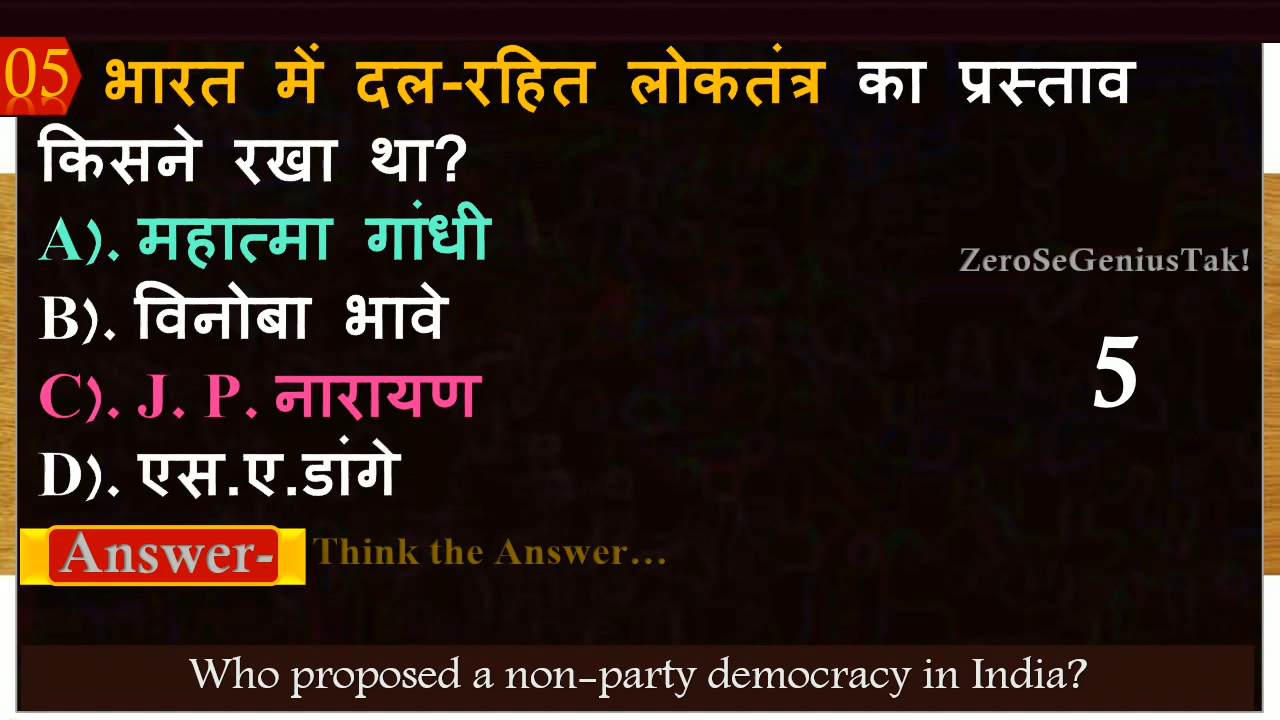 05 भारत में दल-रहित लोकतंत्र का प्रस्ताव
किसने रखा था?
A). महात्मा गांधी
ZeroSeGeniusTak!
B). विनोबा भावे
5
C). J. P. नारायण
D). एस.ए.डांगे
Answer- Think the Answer...
Who proposed a non-party democracy in India?